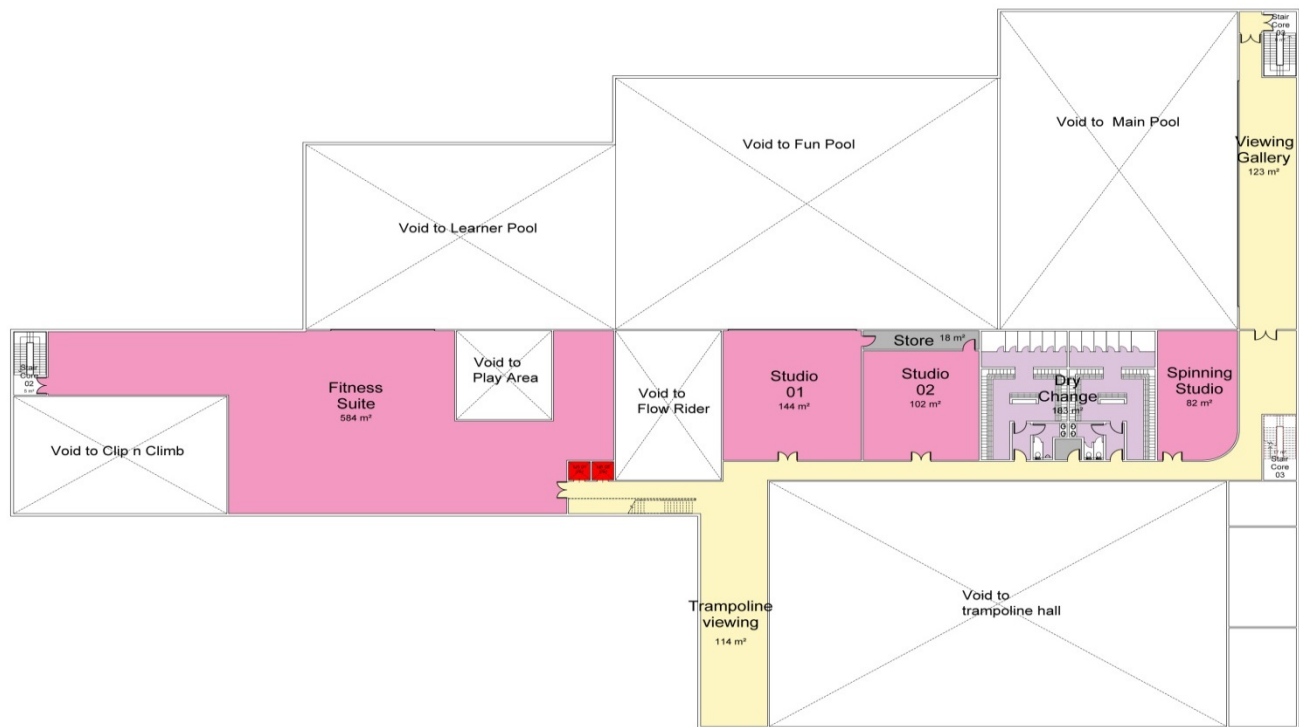 Stair
Core
Void to Main Pool
Viewing
Gallery
123 m²
Void to Fun Pool
Void to Learner Pool
Void to
Play Area
Void to
Flow Rider
Fitness
Suite
584 m²
Stair
Core
02
Void to Clip n Climb
Studio
01
144 m²
Store 18 m²
Studio
02
102 m²
Dry
Change
183 m²
Spinning
Studio
82 m²
Stair
Core
03
Trampoline
viewing
114 m²
Void to
trampoline hall